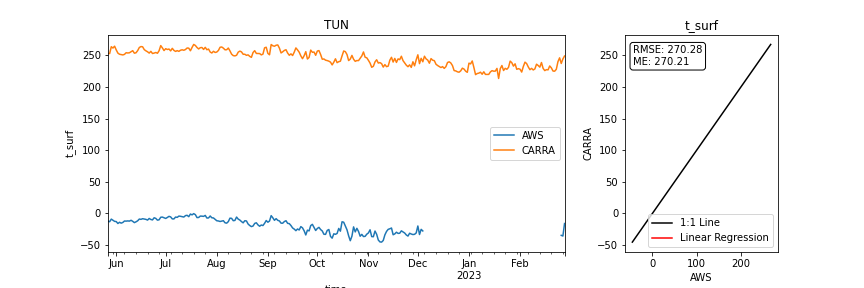 TUN
t_surf
250
200
150
100
50
0
−50
AWS
CARRA
Jun
Jul
Aug
Sep
Oct
Nov
Dec
Jan
2023
Feb
time
t_surf
CARRA
250
200
150
100
50
0
−50
RMSE: 270.28
ME: 270.21
1:1 Line
Linear Regression
0
100
200
AWS